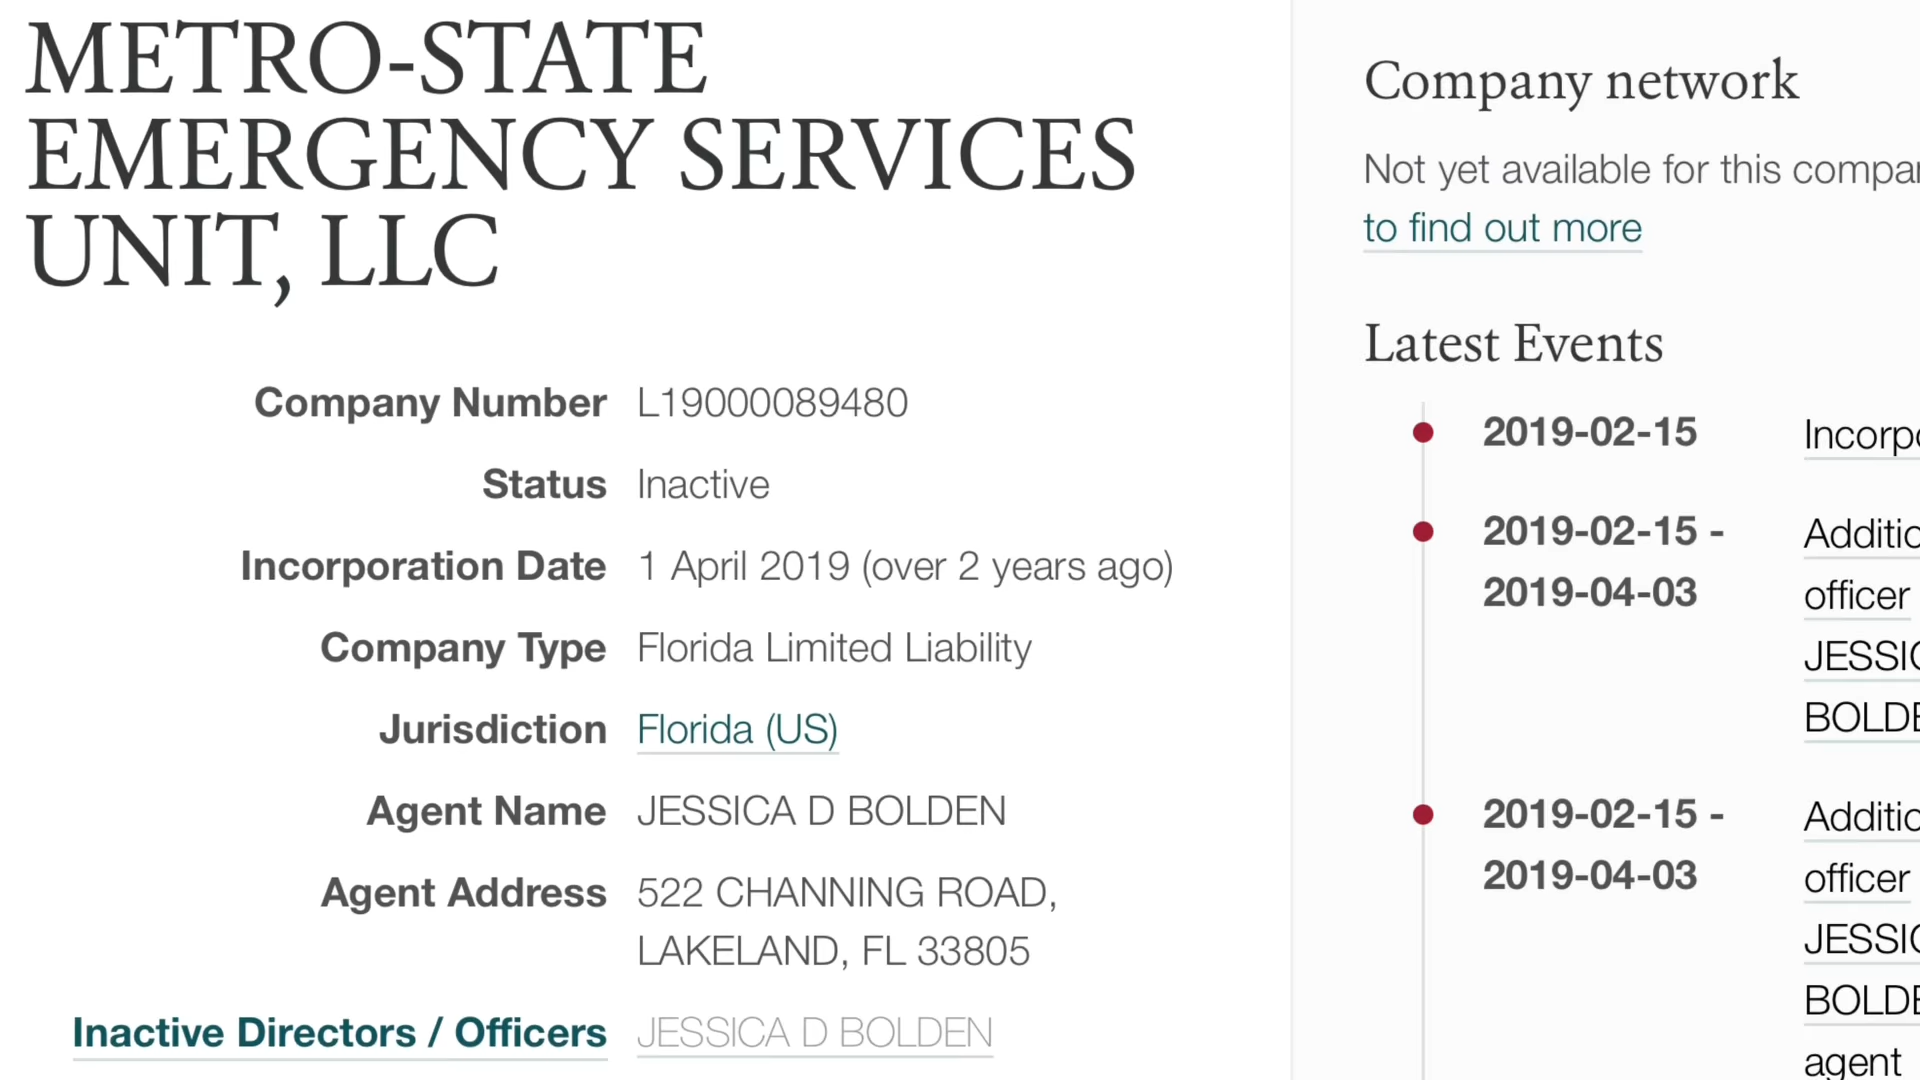 METRO-STATE
EMERGENCY SERVICES
UNIT, LLC
Company Number L19000089480
Status Inactive
Incorporation Date 1 April 2019 (over 2 years ago)
Company Type Florida Limited Liability
Jurisdiction Florida (US)
Agent Name JESSICA D BOLDEN
Agent Address 522 CHANNING ROAD,
LAKELAND, FL 33805
Inactive Directors / Officers JESSICA D BOLDEN
Company network
Not yet available for this
to find out more
Latest Events
2019-02-15
2019-02-15 -
2019-04-03 officer
2019-02-15 -
2019-04-03 officer
agent